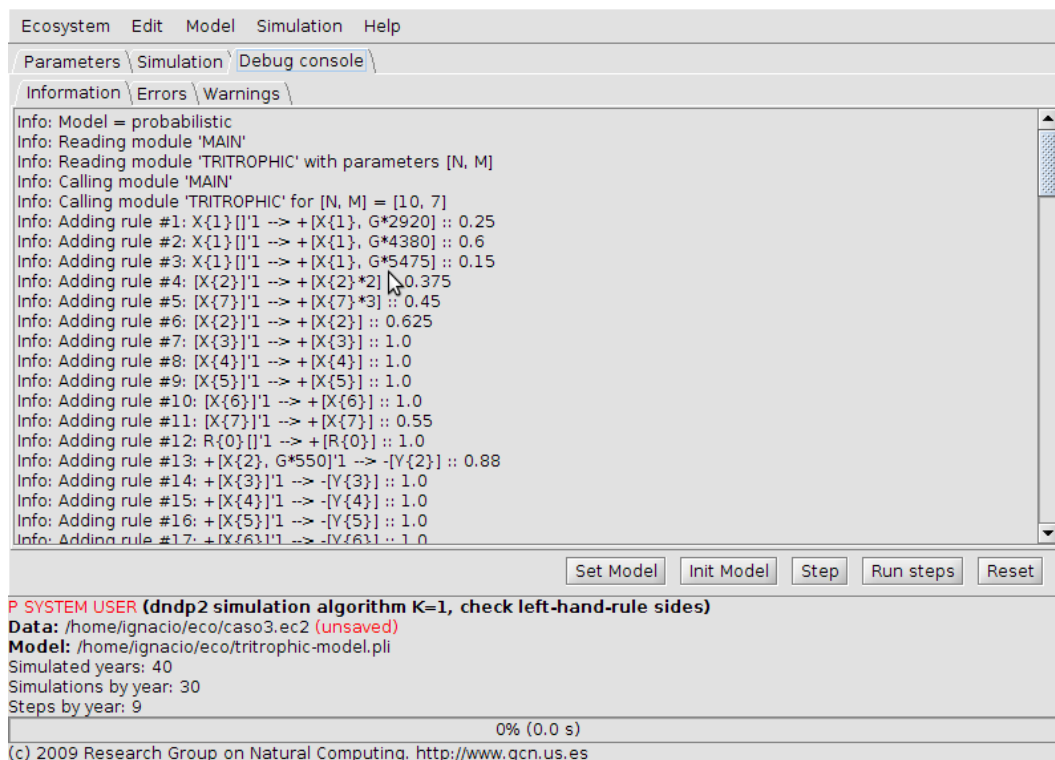 Ecosystem Edit Model Simulation Help
Parameters Simulation Debug console
Information Errors Warnings
Info: Model = probabilistic
Info: Reading module 'MAIN'
Info: Reading module 'TRITROPHIC' with parameters [N, M]
Info: Calling module 'MAIN'
Info: Calling module 'TRITROPHIC' for [N, M] = [10, 7]
Info: Adding rule #1: X{1}[]'1 --> +[X{1}, G*2920] :: 0.25
Info: Adding rule #2: X{1}[]'1 --> +[X{1}, G*4380] :: 0.6
Info: Adding rule #3: X{1}[]'1 --> +[X{1}, G*5475] :: 0.15
Info: Adding rule #4: [X{2}]'1 --> +[X{2}*2] 0.375
Info: Adding rule #5: [X{7}]'1 --> +[X{7}*3] :: 0.45
Info: Adding rule #6: [X{2}]'1 --> +[X{2}] :: 0.625
Info: Adding rule #7: [X{3}]'1 --> +[X{3}] :: 1.0
Info: Adding rule #8: [X{4}]'1 --> +[X{4}] :: 1.0
Info: Adding rule #9: [X{5}]'1 --> +[X{5}] :: 1.0
Info: Adding rule #10: [X{6}]'1 --> +[X{6}] :: 1.0
Info: Adding rule #11: [X{7}]'1 --> +[X{7}] :: 0.55
Info: Adding rule #12: R{0}[]'1 --> +[R{0}] :: 1.0
Info: Adding rule #13: +[X{2}, G*550]'1 --> -[Y{2}] :: 0.88
Info: Adding rule #14: +[X{3}]'1 --> -[Y{3}] :: 1.0
Info: Adding rule #15: +[X{4}]'1 --> -[Y{4}] :: 1.0
Info: Adding rule #16: +[X{5}]'1 --> -[Y{5}] :: 1.0
Info: Adding rule #17: +[X{6}]'1 --> -[Y{6}] :: 1.0
Set Model Init Model Step Run steps Reset
P SYSTEM USER (dndp2 simulation algorithm K=1, check left-hand-rule sides)
Data: /home/ignacio/eco/caso3.ec2 (unsaved)
Model: /home/ignacio/eco/tritrophic-model.pli
Simulated years: 40
Simulations by year: 30
Steps by year: 9
0% (0.0 s)
(c) 2009 Research Group on Natural Computing. http://www.gcn.us.es